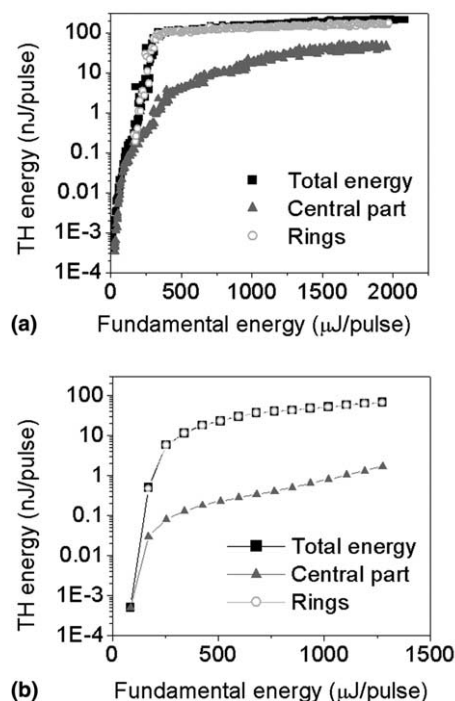 100
10
1
0.1
0.01
1E-3
1E-4
TH energy (nJ/pulse)
Total energy
Central part
Rings
0 500 1000 1500 2000
(a) Fundamental energy (μJ/pulse)
100
10
1
0.1
0.01
1E-3
1E-4
TH energy (nJ/pulse)
Total energy
Central part
Rings
0 500 1000 1500
(b) Fundamental energy (μJ/pulse)